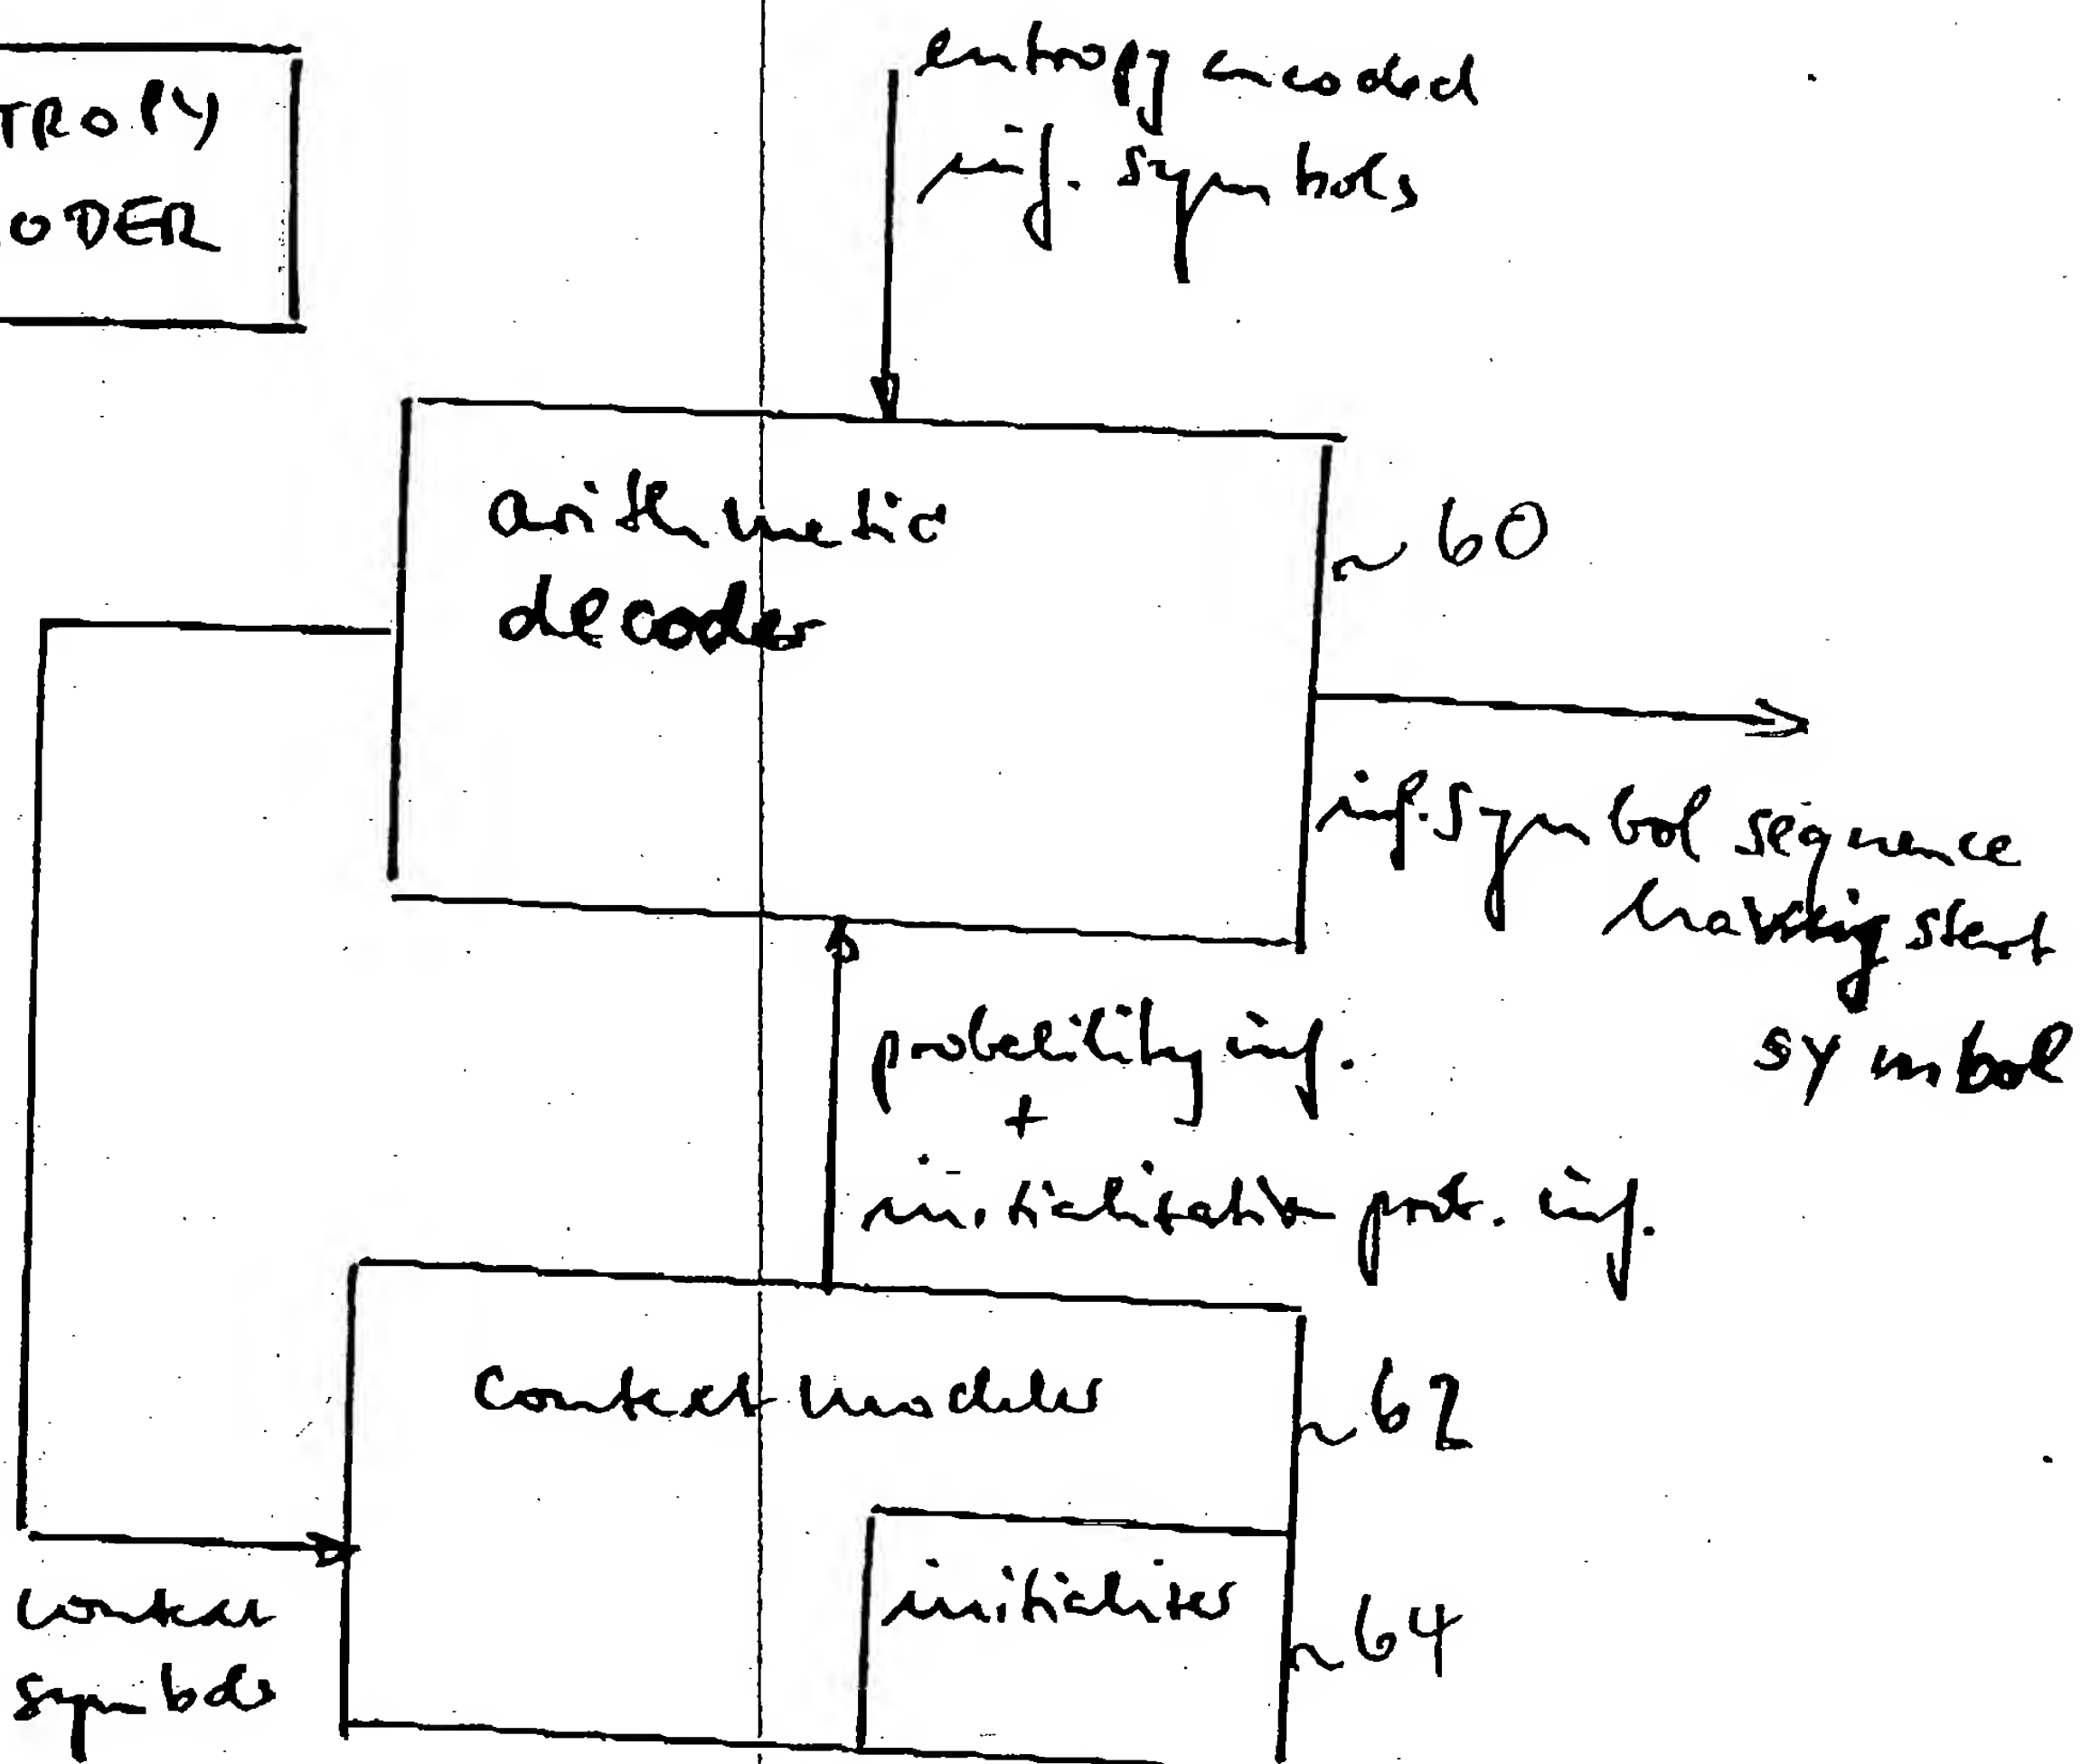 TROPY
ODER
entropy encoded
inf. symbols
arithmetic
decoder
60
inf. symbol sequence
having start
symbol
probability inf.
+
initialization prob. inf.
context modeler
62
initializer
64
context
symbols